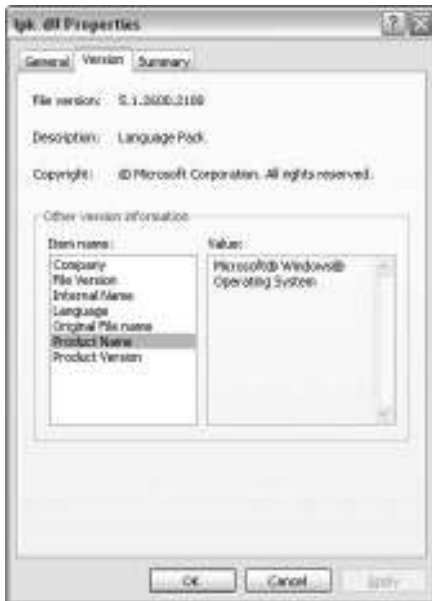 lpk.dll Properties
General Version Summary
File version: 5.1.2600.2180
Description: Language Pack
Copyright: © Microsoft Corporation. All rights reserved.
Other version information
Item name: Value:
Company
File Version
Internal Name
Language
Original File name
Product Name
Product Version
Microsoft® Windows®
Operating System
OK Cancel Apply